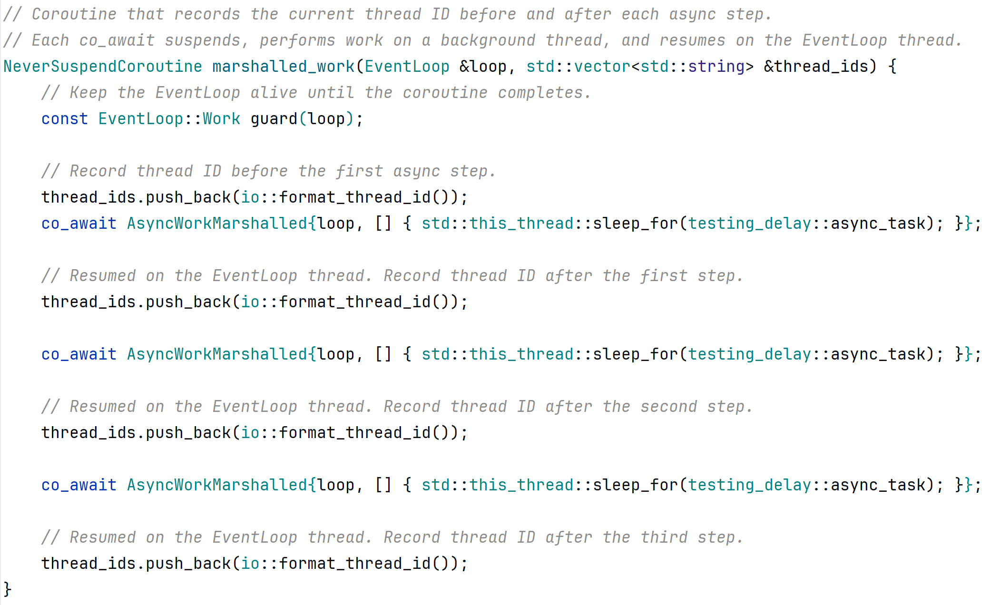 // Coroutine that records the current thread ID before and after each async step.
// Each co_await suspends, performs work on a background thread, and resumes on the EventLoop thread.
NeverSuspendCoroutine marshalled_work(EventLoop &loop, std::vector<std::string> &thread_ids) {
    // Keep the EventLoop alive until the coroutine completes.
    const EventLoop::Work guard(loop);

    // Record thread ID before the first async step.
    thread_ids.push_back(io::format_thread_id());
    co_await AsyncWorkMarshalled{loop, [] { std::this_thread::sleep_for(testing_delay::async_task); }};

    // Resumed on the EventLoop thread. Record thread ID after the first step.
    thread_ids.push_back(io::format_thread_id());

    co_await AsyncWorkMarshalled{loop, [] { std::this_thread::sleep_for(testing_delay::async_task); }};

    // Resumed on the EventLoop thread. Record thread ID after the second step.
    thread_ids.push_back(io::format_thread_id());

    co_await AsyncWorkMarshalled{loop, [] { std::this_thread::sleep_for(testing_delay::async_task); }};

    // Resumed on the EventLoop thread. Record thread ID after the third step.
    thread_ids.push_back(io::format_thread_id());
}